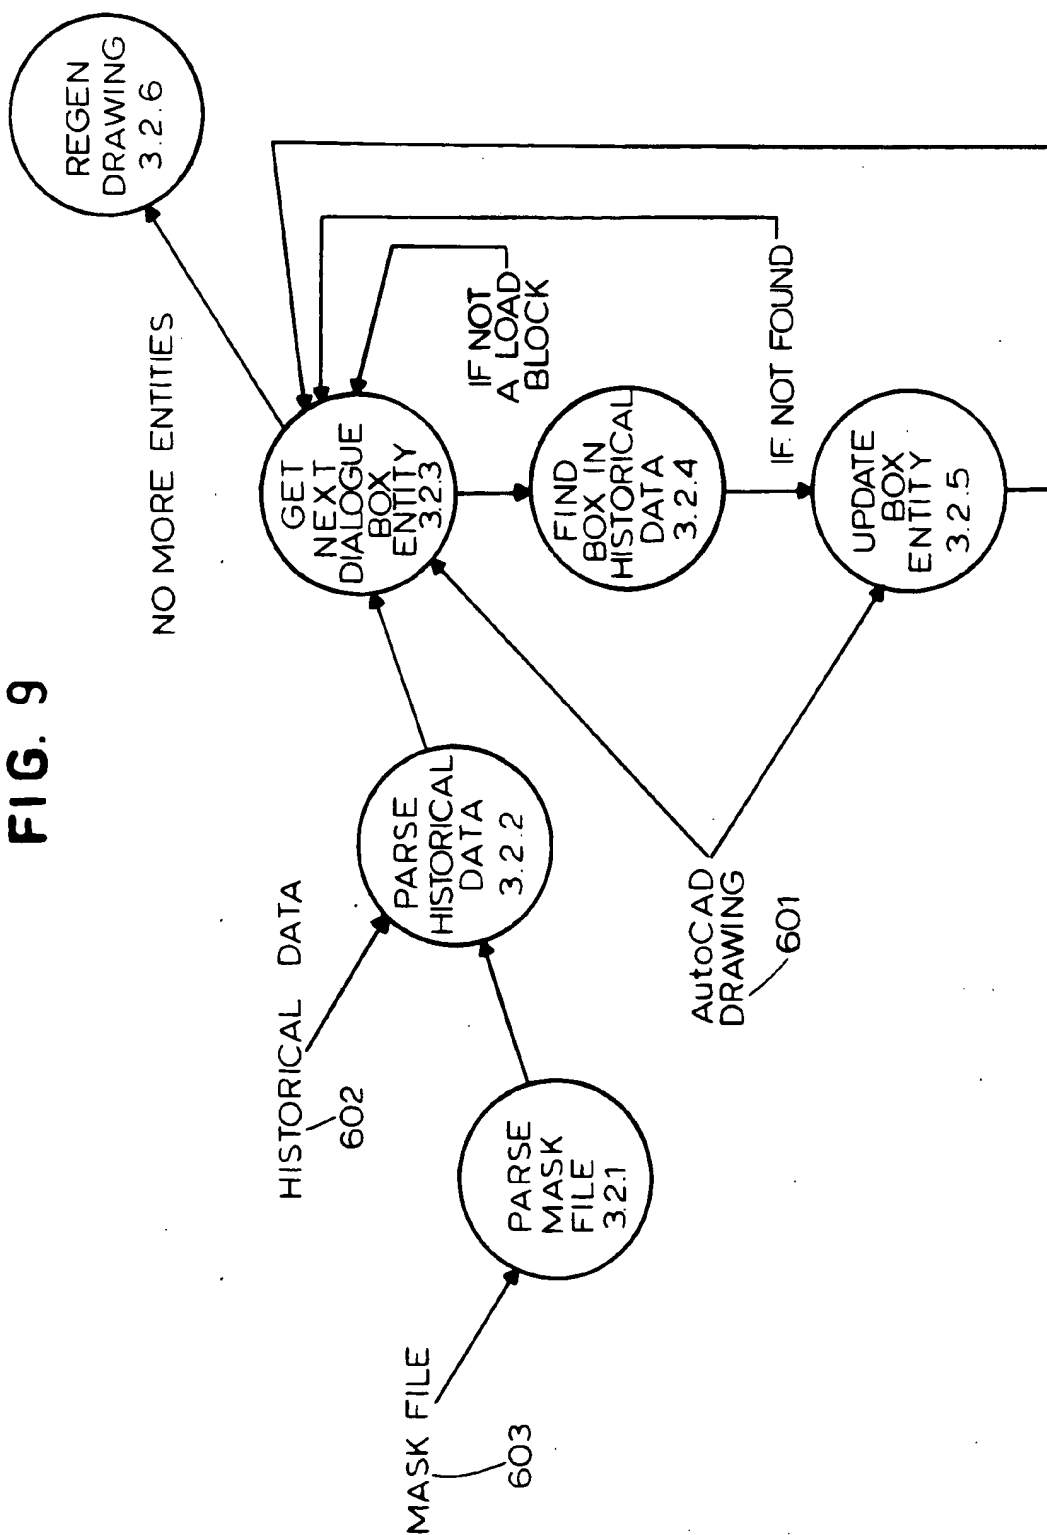 FIG. 9
MASK FILE
603
PARSE
MASK
FILE
3.2.1
HISTORICAL DATA
602
PARSE
HISTORICAL
DATA
3.2.2
AutoCAD
DRAWING
601
NO MORE ENTITIES
GET
NEXT
DIALOGUE
BOX
ENTITY
3.2.3
FIND
BOX IN
HISTORICAL
DATA
3.2.4
UPDATE
BOX
ENTITY
3.2.5
IF NOT
A LOAD
BLOCK
IF NOT FOUND
REGEN
DRAWING
3.2.6